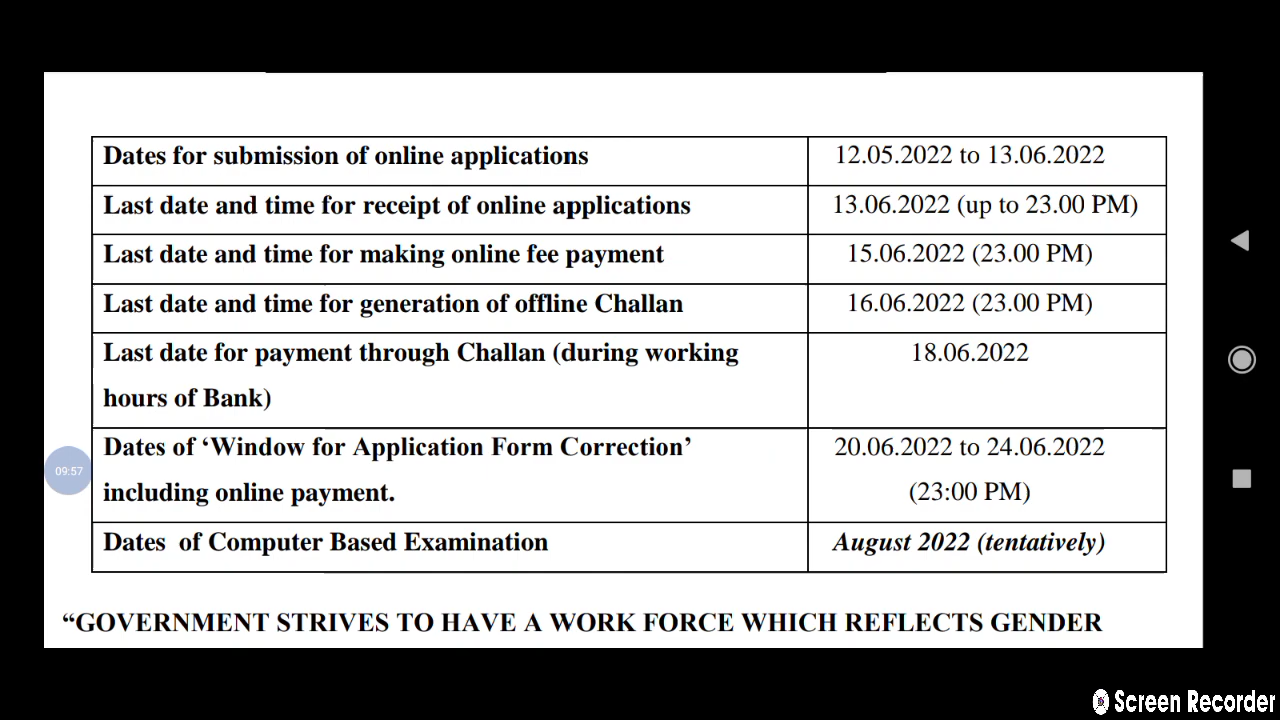 Dates for submission of online applications 12.05.2022 to 13.06.2022
Last date and time for receipt of online applications 13.06.2022 (up to 23.00 PM)
Last date and time for making online fee payment 15.06.2022 (23.00 PM)
Last date and time for generation of offline Challan 16.06.2022 (23.00 PM)
Last date for payment through Challan (during working 18.06.2022
hours of Bank)
Dates of ‘Window for Application Form Correction’ 20.06.2022 to 24.06.2022
09:57
including online payment. (23:00 PM)
Dates of Computer Based Examination August 2022 (tentatively)
“GOVERNMENT STRIVES TO HAVE A WORK FORCE WHICH REFLECTS GENDER
Screen Recorder